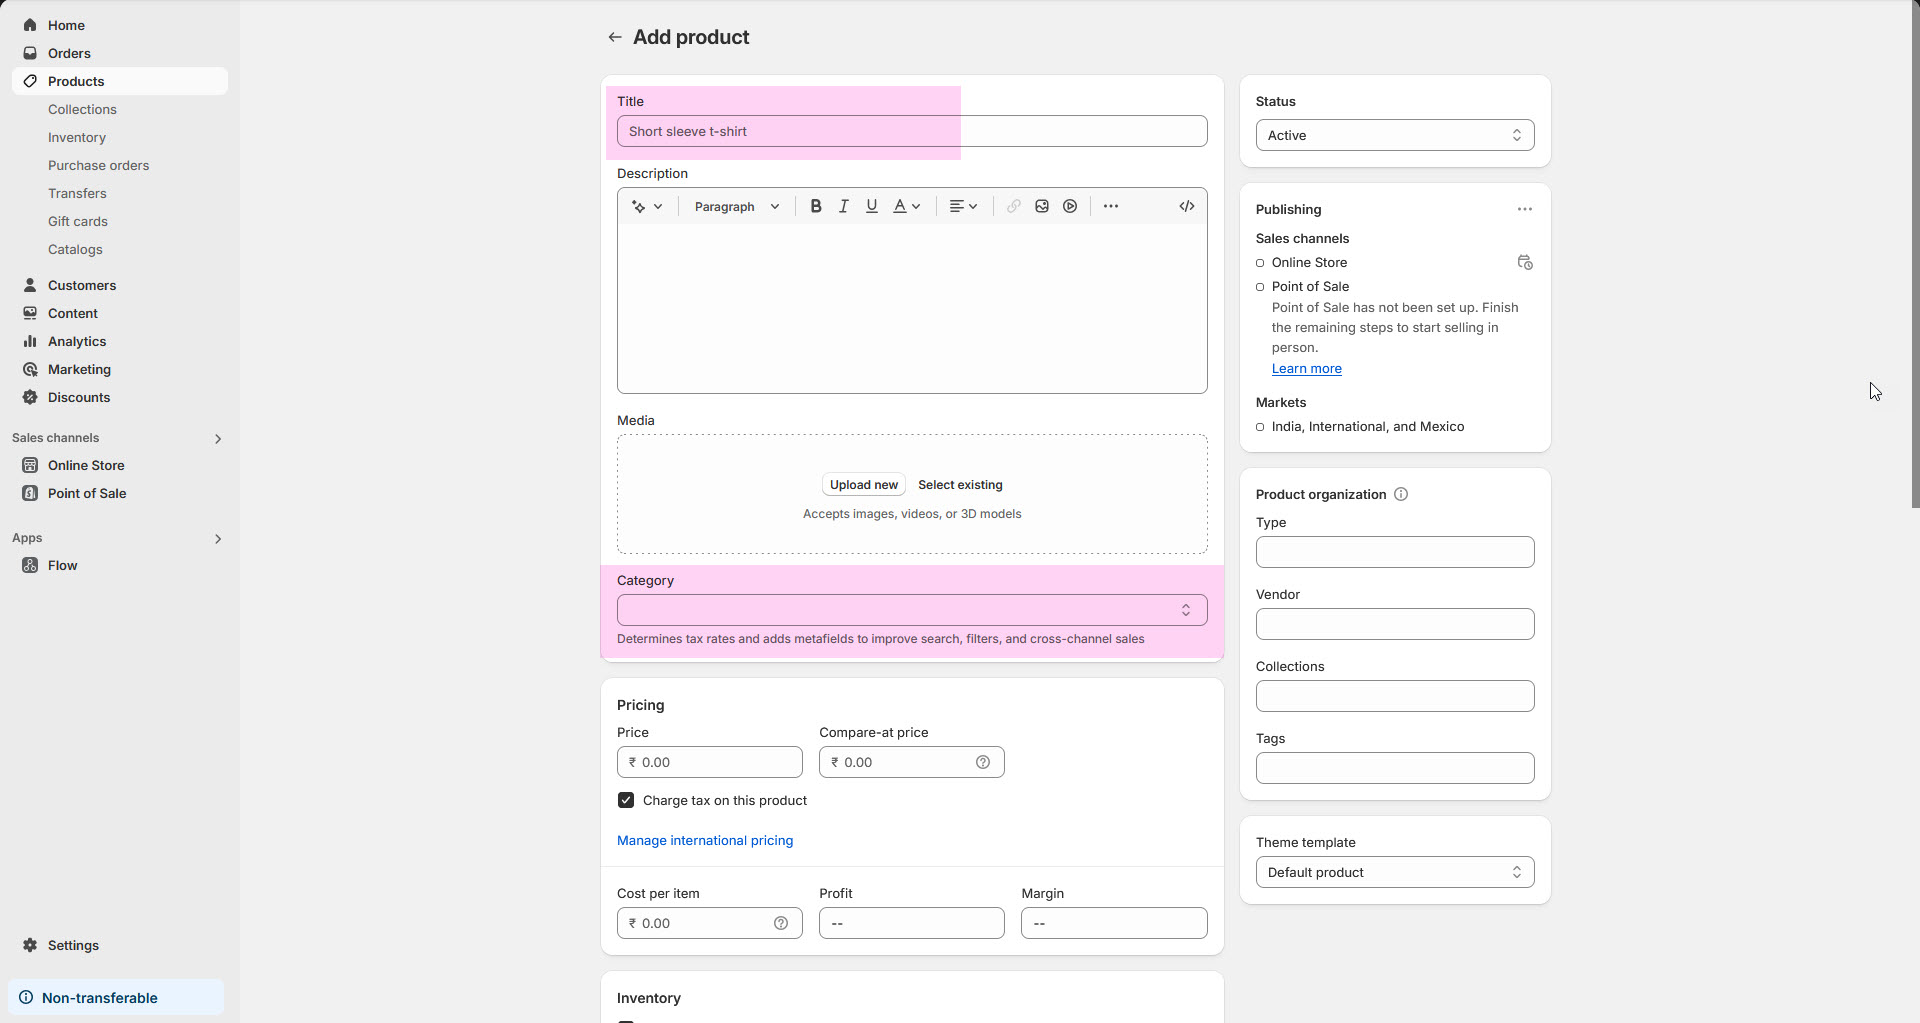 Home
Orders
Products
Collections
Inventory
Purchase orders
Transfers
Gift cards
Catalogs
Customers
Content
Analytics
Marketing
Discounts
Sales channels
Online Store
Point of Sale
Apps
Flow
Settings
Non-transferable
Add product
Title
Short sleeve t-shirt
Description
Paragraph
Media
Upload new Select existing
Accepts images, videos, or 3D models
Category
Determines tax rates and adds metafields to improve search, filters, and cross-channel sales
Pricing
Price Compare-at price
₹ 0.00 ₹ 0.00
Charge tax on this product
Manage international pricing
Cost per item Profit Margin
₹ 0.00 -- --
Inventory
Status
Active
Publishing
Sales channels
Online Store
Point of Sale
Point of Sale has not been set up. Finish
the remaining steps to start selling in
person.
Learn more
Markets
India, International, and Mexico
Product organization
Type
Vendor
Collections
Tags
Theme template
Default product